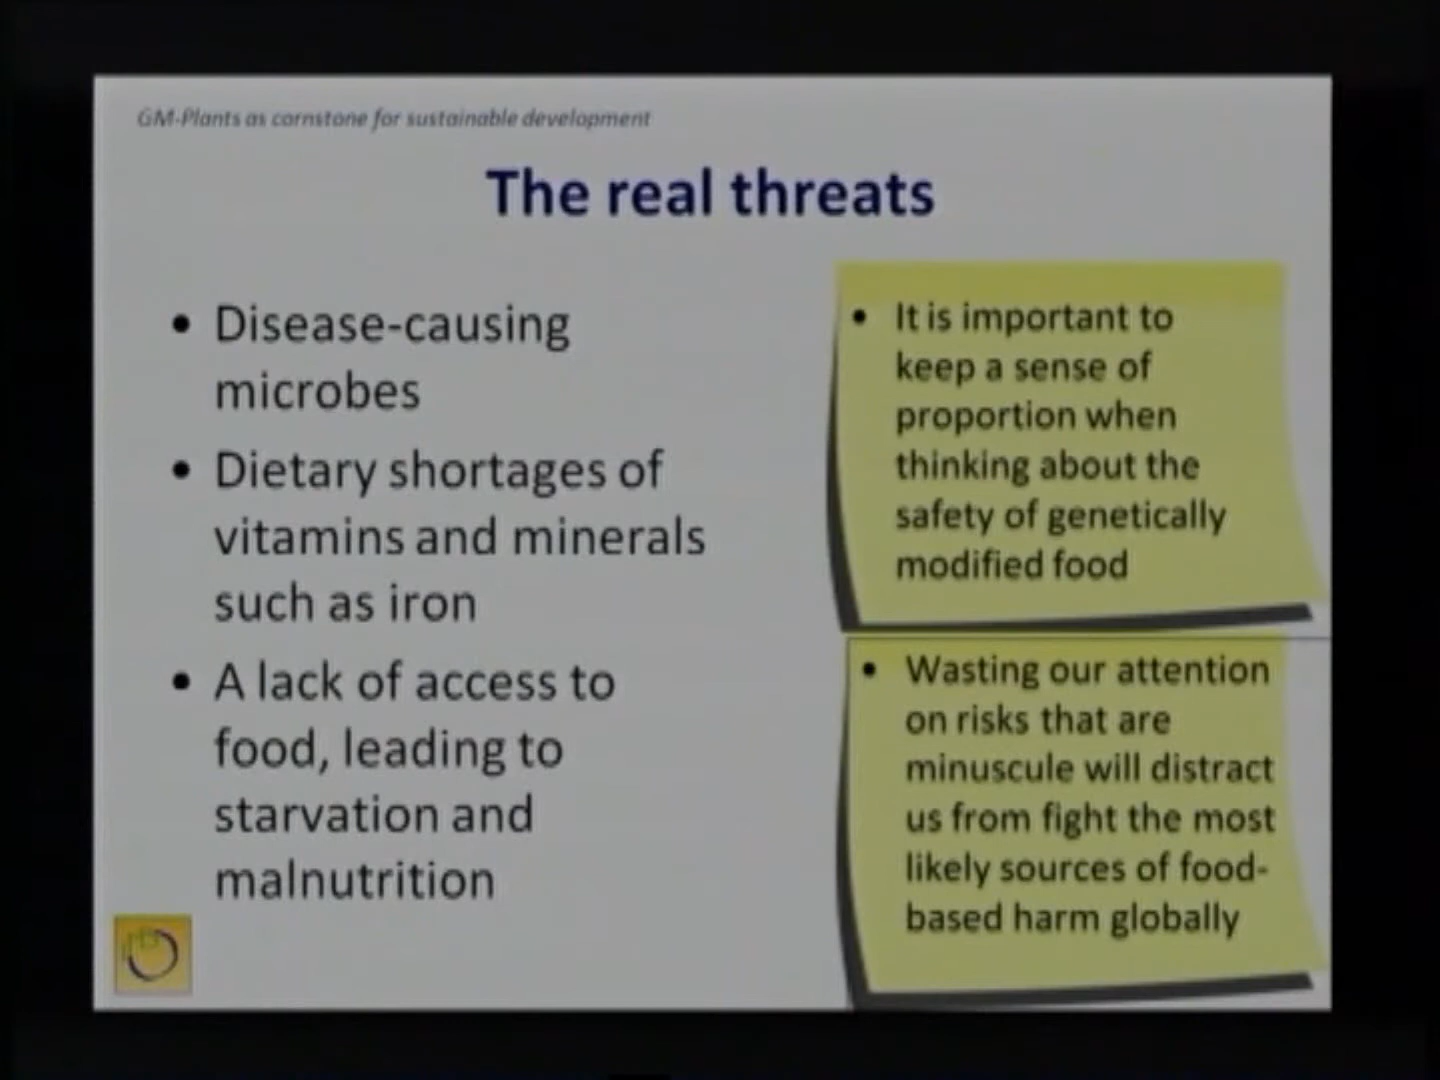 GM-Plants as cornstone for sustainable development
The real threats
• Disease-causing
microbes
• Dietary shortages of
vitamins and minerals
such as iron
• A lack of access to
food, leading to
starvation and
malnutrition
• It is important to
keep a sense of
proportion when
thinking about the
safety of genetically
modified food
• Wasting our attention
on risks that are
minuscule will distract
us from fight the most
likely sources of food-
based harm globally